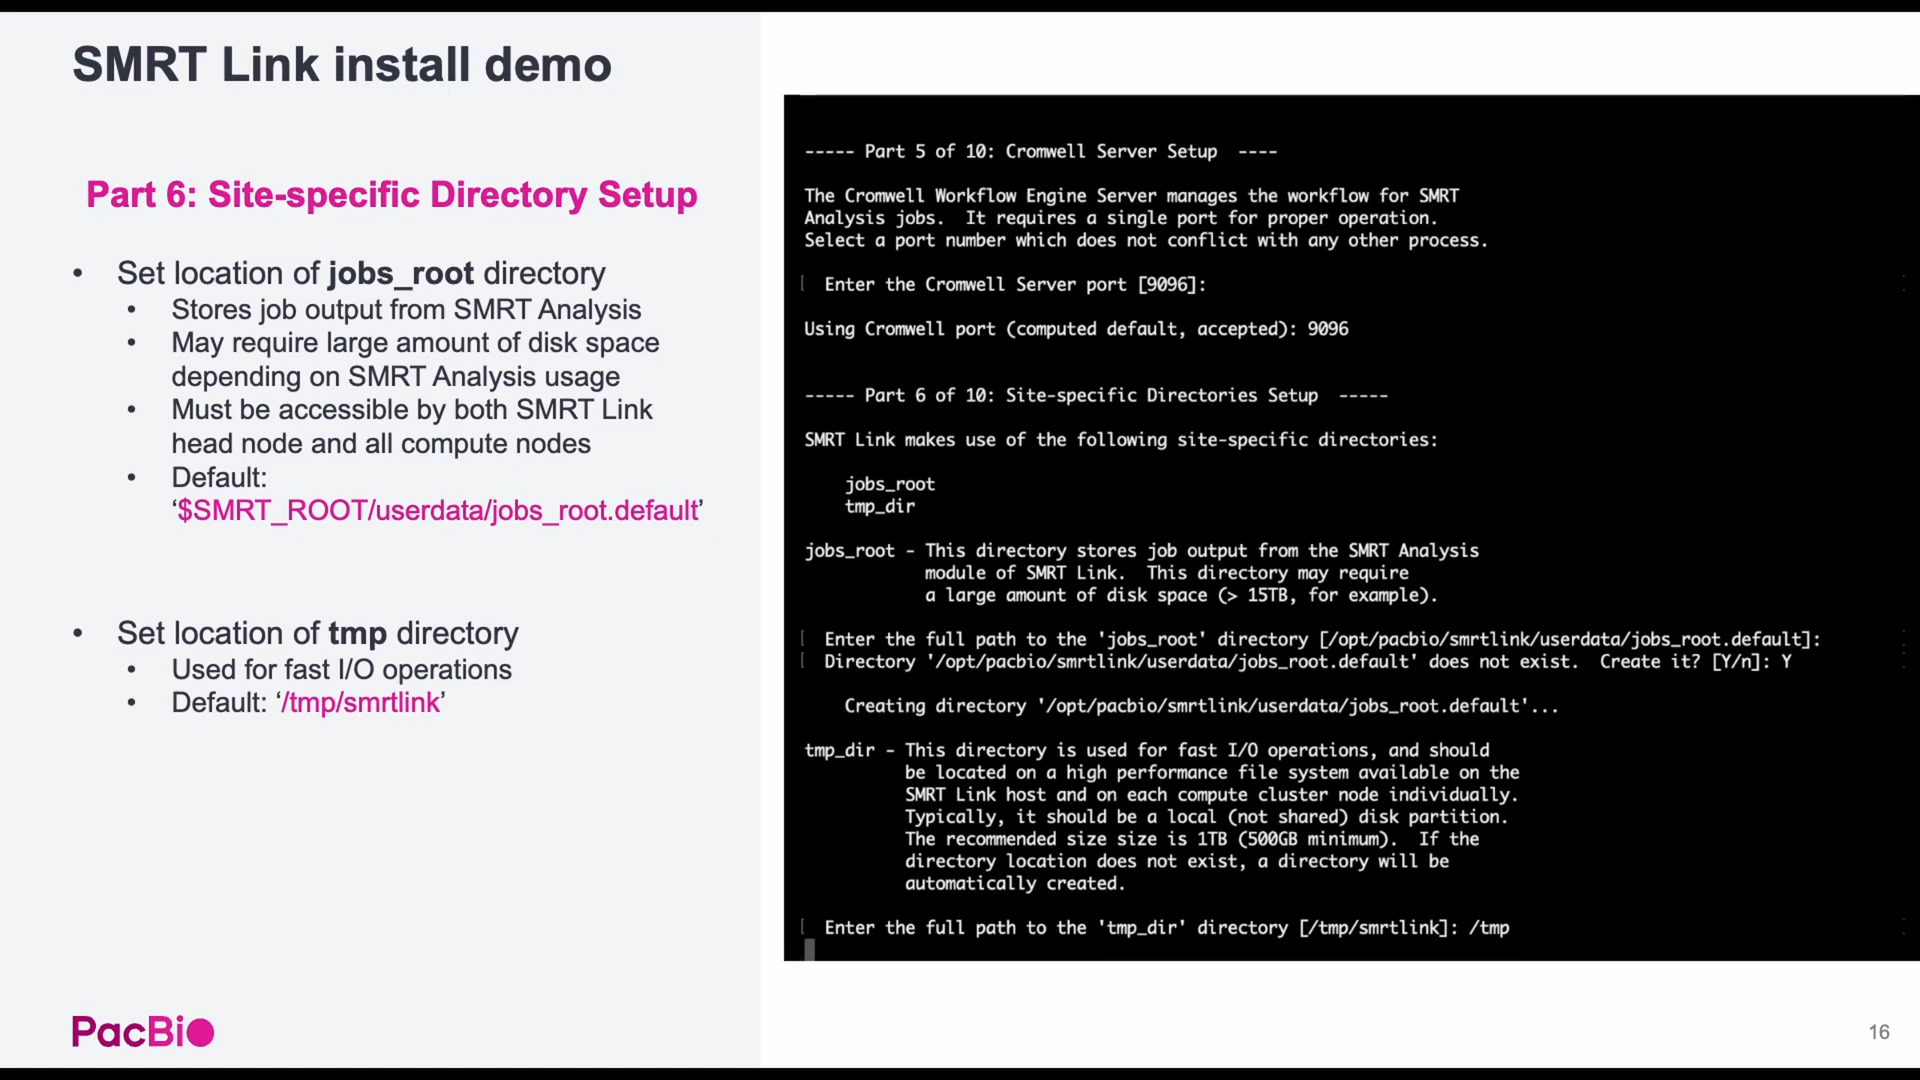 SMRT Link install demo
Part 6: Site-specific Directory Setup
• Set location of jobs_root directory
• Stores job output from SMRT Analysis
• May require large amount of disk space
depending on SMRT Analysis usage
• Must be accessible by both SMRT Link
head node and all compute nodes
• Default:
‘$SMRT_ROOT/userdata/jobs_root.default’
• Set location of tmp directory
• Used for fast I/O operations
• Default: ‘/tmp/smrtlink’
PacBio
----- Part 5 of 10: Cromwell Server Setup  ----
The Cromwell Workflow Engine Server manages the workflow for SMRT
Analysis jobs.  It requires a single port for proper operation.
Select a port number which does not conflict with any other process.
[  Enter the Cromwell Server port [9096]:
Using Cromwell port (computed default, accepted): 9096
----- Part 6 of 10: Site-specific Directories Setup  -----
SMRT Link makes use of the following site-specific directories:
jobs_root
tmp_dir
jobs_root - This directory stores job output from the SMRT Analysis
module of SMRT Link.  This directory may require
a large amount of disk space (> 15TB, for example).
[  Enter the full path to the 'jobs_root' directory [/opt/pacbio/smrtlink/userdata/jobs_root.default]:
[  Directory '/opt/pacbio/smrtlink/userdata/jobs_root.default' does not exist.  Create it? [Y/n]: Y
Creating directory '/opt/pacbio/smrtlink/userdata/jobs_root.default'...
tmp_dir - This directory is used for fast I/O operations, and should
be located on a high performance file system available on the
SMRT Link host and on each compute cluster node individually.
Typically, it should be a local (not shared) disk partition.
The recommended size size is 1TB (500GB minimum).  If the
directory location does not exist, a directory will be
automatically created.
[  Enter the full path to the 'tmp_dir' directory [/tmp/smrtlink]: /tmp
16